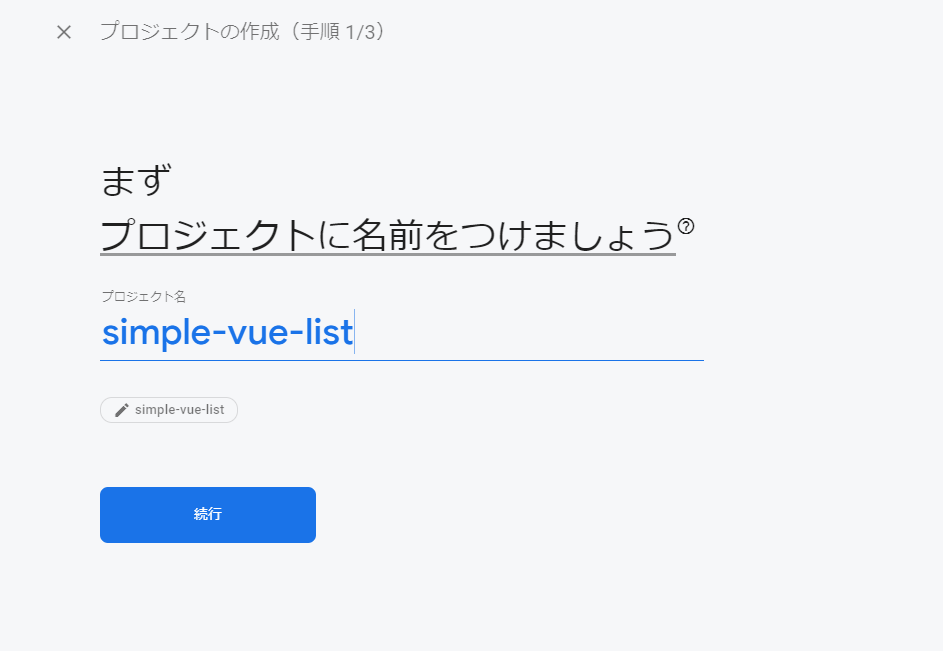 プロジェクトの作成（手順 1/3）
まず
プロジェクトに名前をつけましょう
プロジェクト名
simple-vue-list
simple-vue-list
続行